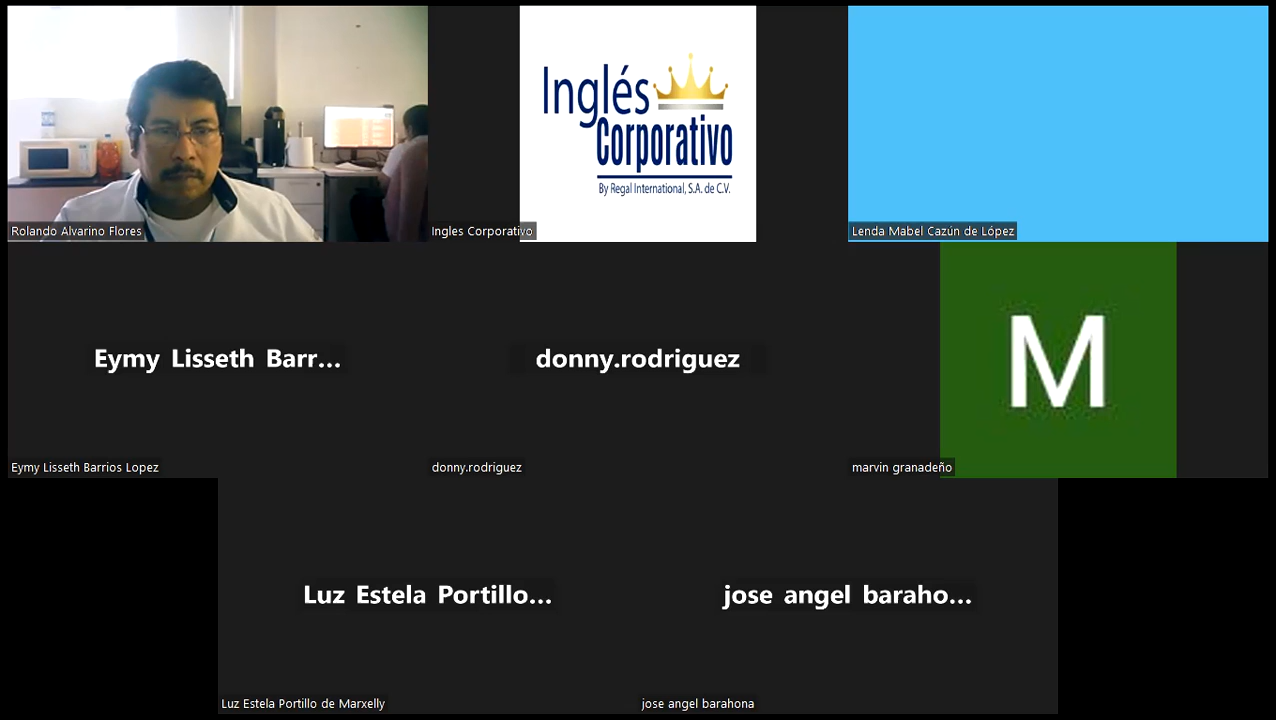 Inglés
Corporativo
By Regal International, S.A. de C.V.
Rolando Alvarino Flores
Ingles Corporativo
Lenda Mabel Cazún de López
Eymy Lisseth Barr...
donny.rodriguez
M
Eymy Lisseth Barrios Lopez
donny.rodriguez
marvin granadeño
Luz Estela Portillo...
jose angel baraho...
Luz Estela Portillo de Marxelly
jose angel barahona